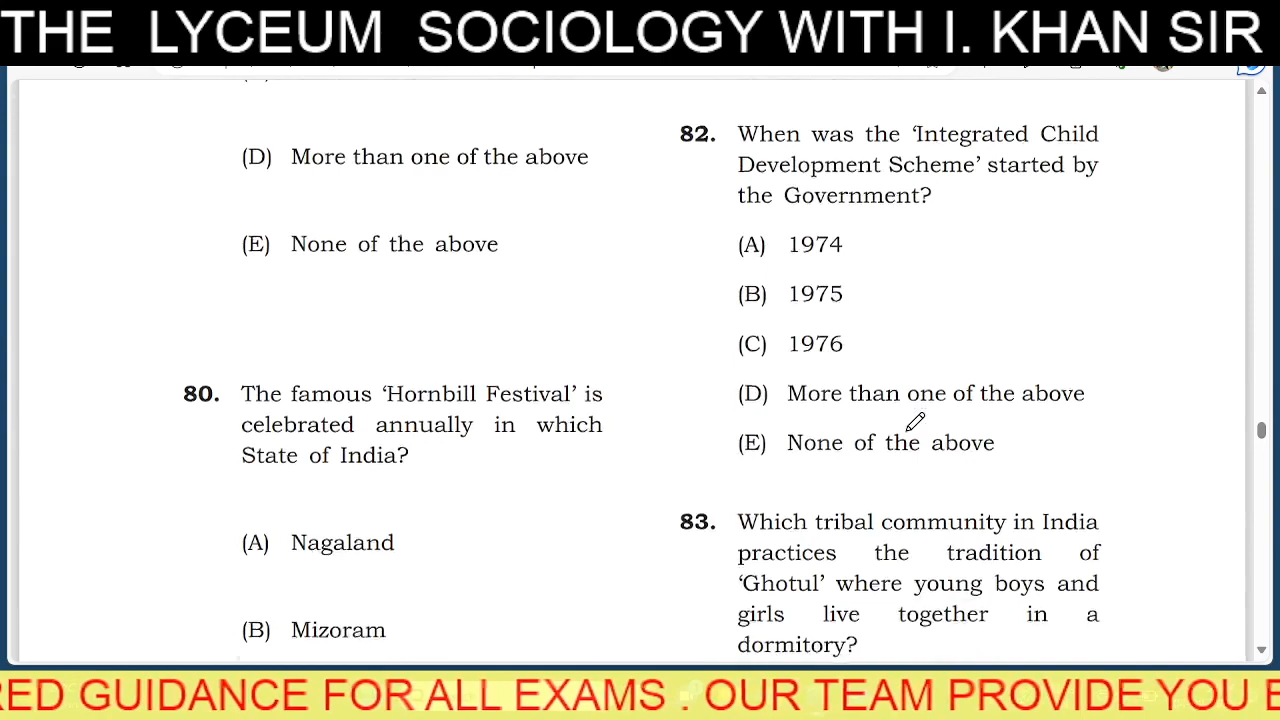 THE LYCEUM SOCIOLOGY WITH I. KHAN SIR
(D) More than one of the above
(E) None of the above
80. The famous ‘Hornbill Festival’ is
celebrated annually in which
State of India?
(A) Nagaland
(B) Mizoram
82. When was the ‘Integrated Child
Development Scheme’ started by
the Government?
(A) 1974
(B) 1975
(C) 1976
(D) More than one of the above
(E) None of the above
83. Which tribal community in India
practices the tradition of
‘Ghotul’ where young boys and
girls live together in a
dormitory?
RED GUIDANCE FOR ALL EXAMS . OUR TEAM PROVIDE YOU